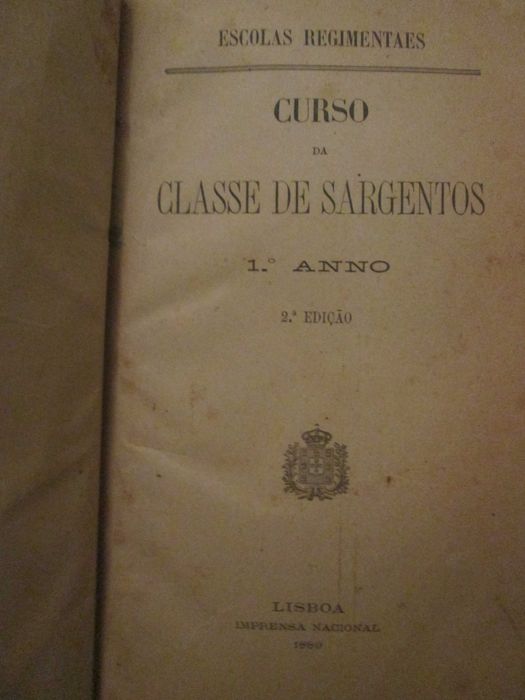 ESCOLAS REGIMENTAES
CURSO
DA
CLASSE DE SARGENTOS
1.º ANNO
2.ª EDIÇÃO
LISBOA
IMPRENSA NACIONAL